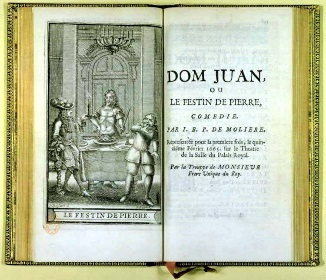 LE FESTIN DE PIERRE.
DOM JUAN,
OU
LE FESTIN DE PIERRE,
COMEDIE.
PAR I. B. P. DE MOLIERE.
Representée pour la premiere fois, le quin-
ziéme Février 1665. sur le Theatre
de la Salle du Palais Royal.
Par la Troupe de MONSIEUR
Frere Unique du Roy.